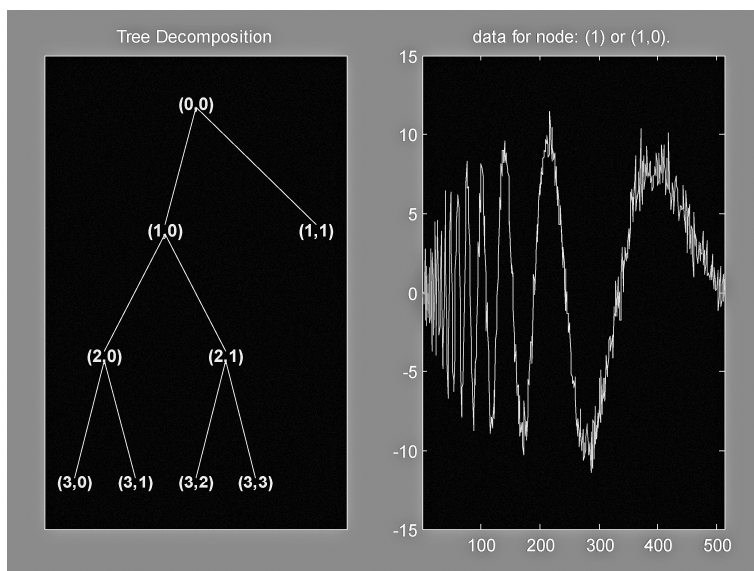 Tree Decomposition
(0,0)
(1,0) (1,1)
(2,0) (2,1)
(3,0) (3,1) (3,2) (3,3)
data for node: (1) or (1,0).
15
10
5
0
-5
-10
-15
100 200 300 400 500